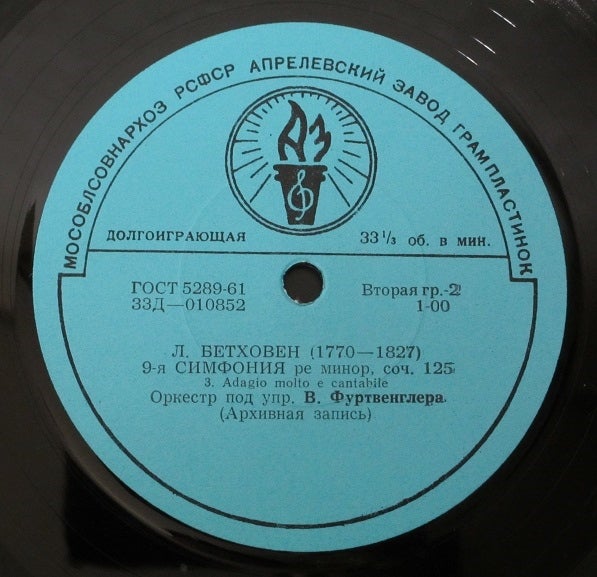 МОСОБЛСОВНАРХОЗ РСФСР АПРЕЛЕВСКИЙ ЗАВОД ГРАМПЛАСТИНОК
АЗ
ДОЛГОИГРАЮЩАЯ 33 1/3 об. в мин.
ГОСТ 5289-61 Вторая гр.-2
33Д—010852 1-00
Л. БЕТХОВЕН (1770—1827)
9-я СИМФОНИЯ ре минор, соч. 125
3. Adagio molto e cantabile
Оркестр под упр. В. Фуртвенглера
(Архивная запись)